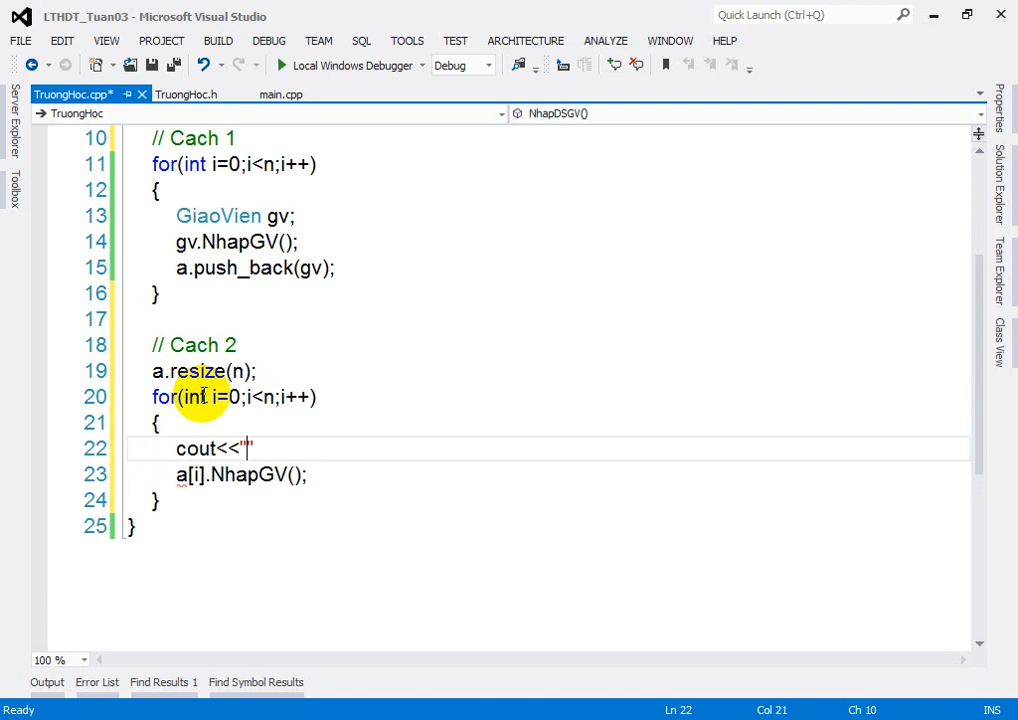 LTHDT_Tuan03 - Microsoft Visual Studio
Quick Launch (Ctrl+Q)
FILE EDIT VIEW PROJECT BUILD DEBUG TEAM SQL TOOLS TEST ARCHITECTURE ANALYZE WINDOW HELP
Local Windows Debugger Debug
TruongHoc.cpp* TruongHoc.h main.cpp
TruongHoc NhapDSGV()
Server Explorer
Toolbox
10 // Cach 1
11 for(int i=0;i<n;i++)
12 {
13 GiaoVien gv;
14 gv.NhapGV();
15 a.push_back(gv);
16 }
17
18 // Cach 2
19 a.resize(n);
20 for(int i=0;i<n;i++)
21 {
22 cout<<""
23 a[i].NhapGV();
24 }
25 }
Properties
Solution Explorer
Team Explorer
Class View
100 %
Output Error List Find Results 1 Find Symbol Results
Ready Ln 22 Col 21 Ch 10 INS